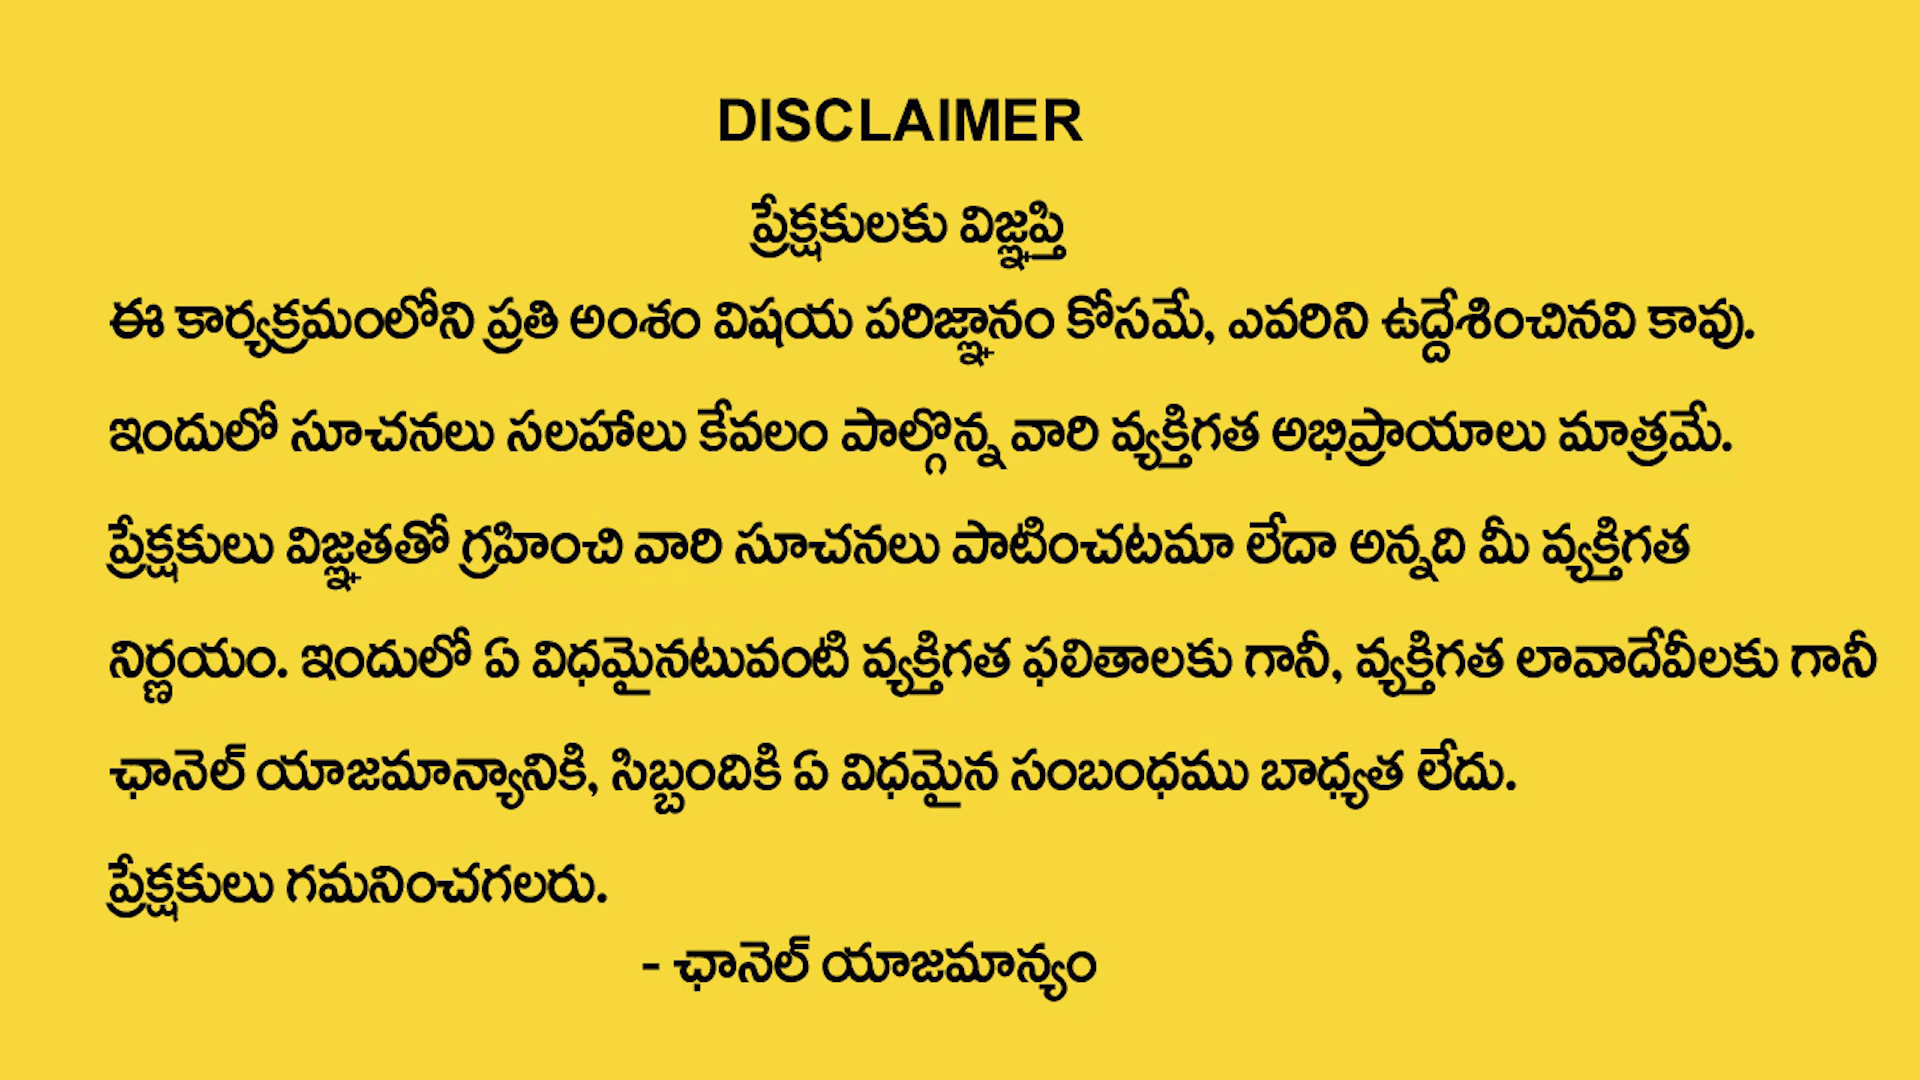 DISCLAIMER
ప్రేక్షకులకు విజ్ఞప్తి
ఈ కార్యక్రమంలోని ప్రతి అంశం విషయ పరిజ్ఞానం కోసమే, ఎవరిని ఉద్దేశించినవి కావు.
ఇందులో సూచనలు సలహాలు కేవలం పాల్గొన్న వారి వ్యక్తిగత అభిప్రాయాలు మాత్రమే.
ప్రేక్షకులు విజ్ఞతతో గ్రహించి వారి సూచనలు పాటించటమా లేదా అన్నది మీ వ్యక్తిగత
నిర్ణయం. ఇందులో ఏ విధమైనటువంటి వ్యక్తిగత ఫలితాలకు గానీ, వ్యక్తిగత లావాదేవీలకు గానీ
ఛానెల్ యాజమాన్యానికి, సిబ్బందికి ఏ విధమైన సంబంధము బాధ్యత లేదు.
ప్రేక్షకులు గమనించగలరు.
- ఛానెల్ యాజమాన్యం